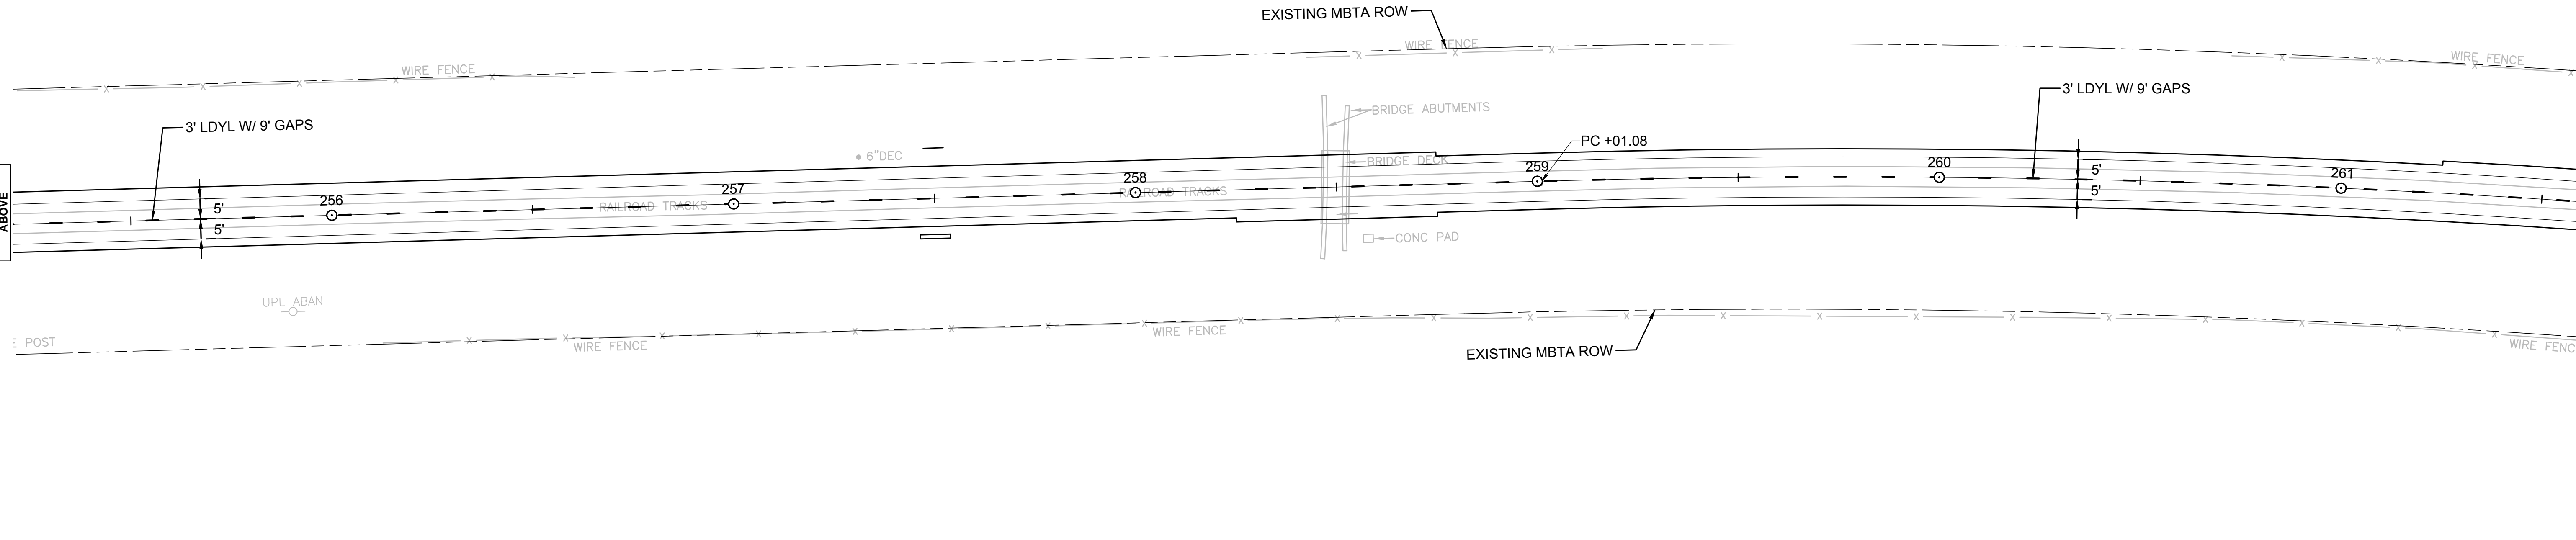 EXISTING MBTA ROW
WIRE FENCE
WIRE FENCE
WIRE FENCE
3' LDYL W/ 9' GAPS
3' LDYL W/ 9' GAPS
BRIDGE ABUTMENTS
6"DEC
PC +01.08
BRIDGE DECK
ABOVE
5'
5'
256
RAILROAD TRACKS
257
258
RAILROAD TRACKS
259
260
5'
5'
261
CONC PAD
UPL ABAN
E POST
WIRE FENCE
WIRE FENCE
EXISTING MBTA ROW
WIRE FENC